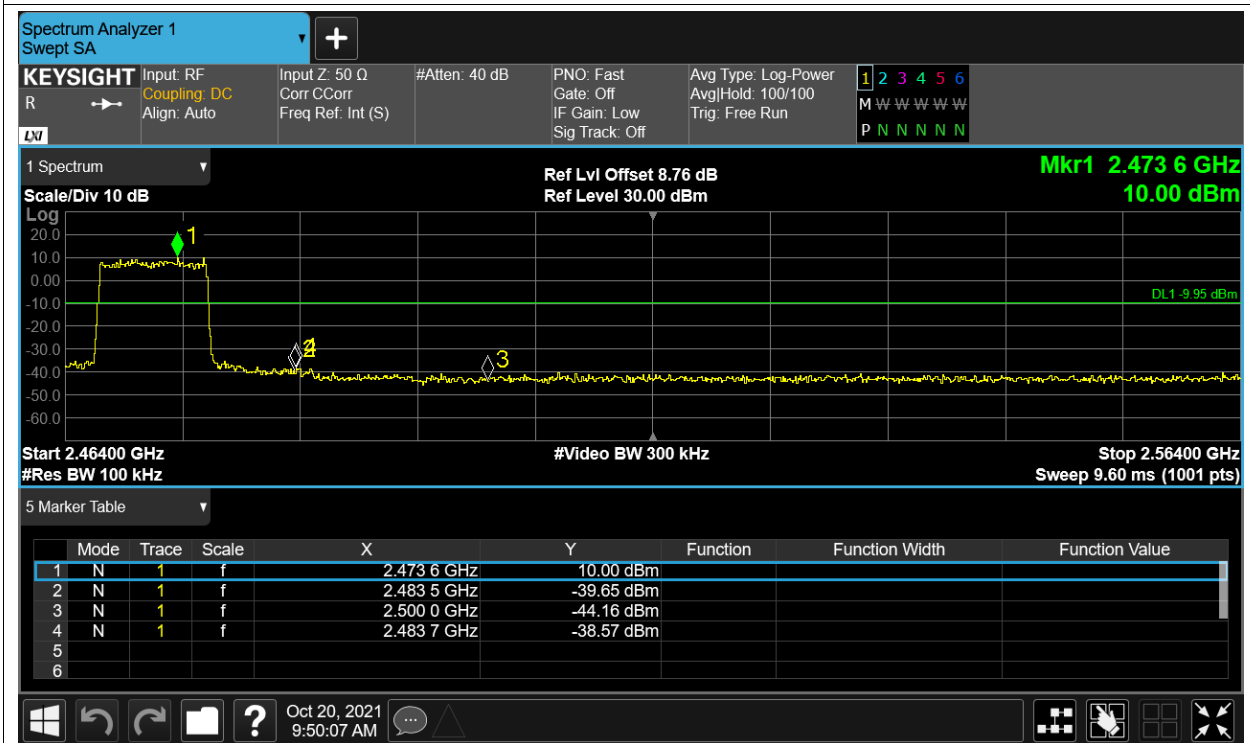 Spectrum Analyzer 1
Swept SA
KEYSIGHT Input: RF Input Z: 50 Ω #Atten: 40 dB PNO: Fast Avg Type: Log-Power 1 2 3 4 5 6
R Coupling: DC Corr CCorr Gate: Off Avg|Hold: 100/100 M W W W W W W
Align: Auto Freq Ref: Int (S) IF Gain: Low Trig: Free Run
LXI Sig Track: Off P N N N N N N
1 Spectrum Ref Lvl Offset 8.76 dB Mkr1 2.473 6 GHz
Scale/Div 10 dB Ref Level 30.00 dBm 10.00 dBm
Log
20.0
1
10.0
0.00
DL1 -9.95 dBm
-10.0
-20.0
-30.0
2 4
3
-40.0
-50.0
-60.0
Start 2.46400 GHz #Video BW 300 kHz Stop 2.56400 GHz
#Res BW 100 kHz Sweep 9.60 ms (1001 pts)
5 Marker Table
Mode Trace Scale X Y Function Function Width Function Value
1 N 1 f 2.473 6 GHz 10.00 dBm
2 N 1 f 2.483 5 GHz -39.65 dBm
3 N 1 f 2.500 0 GHz -44.16 dBm
4 N 1 f 2.483 7 GHz -38.57 dBm
5
6
? Oct 20, 2021
9:50:07 AM